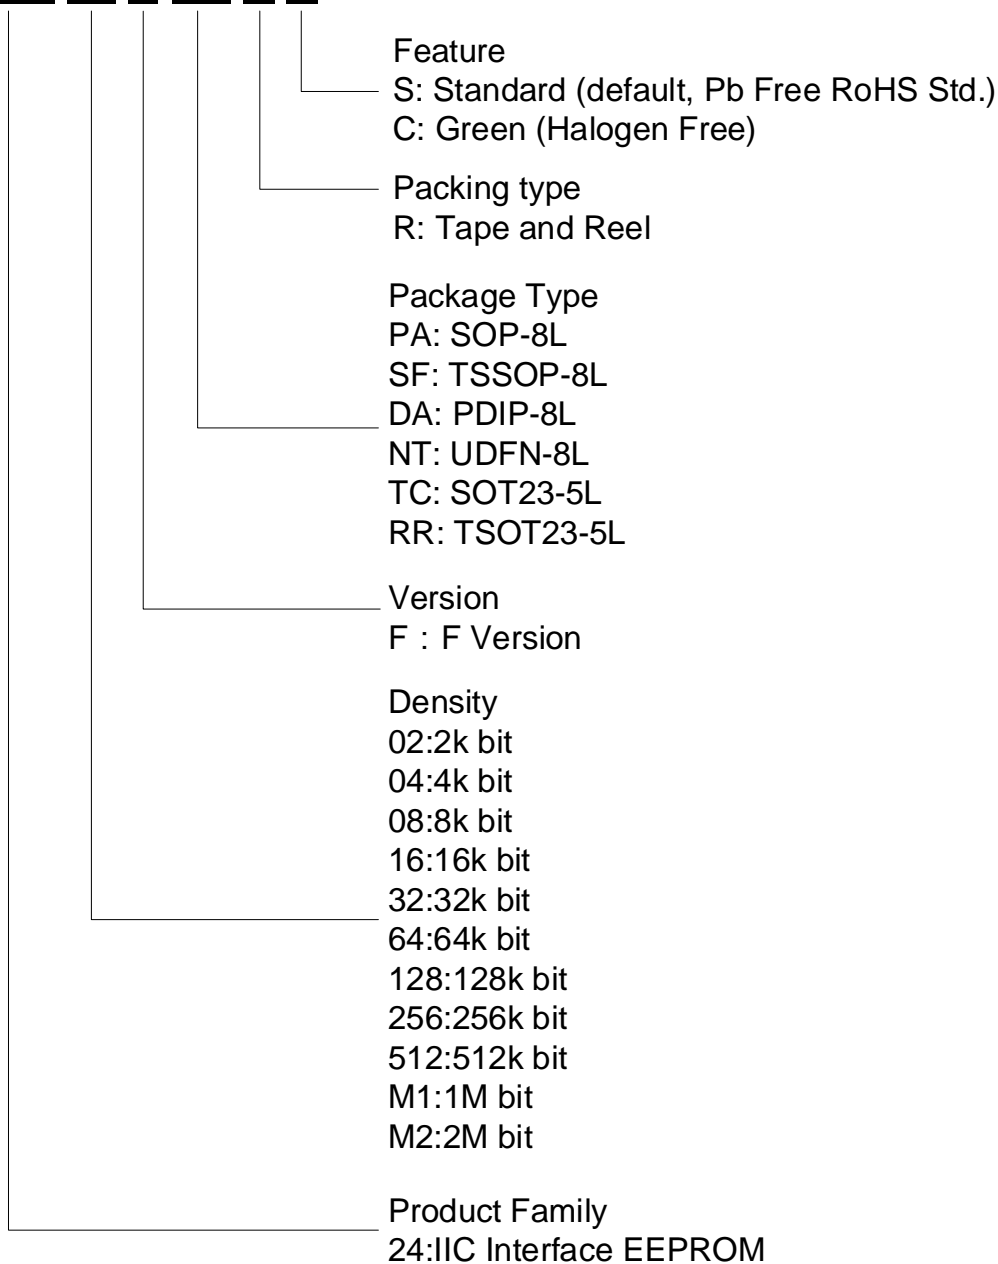 Feature
S: Standard (default, Pb Free RoHS Std.)
C: Green (Halogen Free)
Packing type
R: Tape and Reel
Package Type
PA: SOP-8L
SF: TSSOP-8L
DA: PDIP-8L
NT: UDFN-8L
TC: SOT23-5L
RR: TSOT23-5L
Version
F : F Version
Density
02:2k bit
04:4k bit
08:8k bit
16:16k bit
32:32k bit
64:64k bit
128:128k bit
256:256k bit
512:512k bit
M1:1M bit
M2:2M bit
Product Family
24:IIC Interface EEPROM